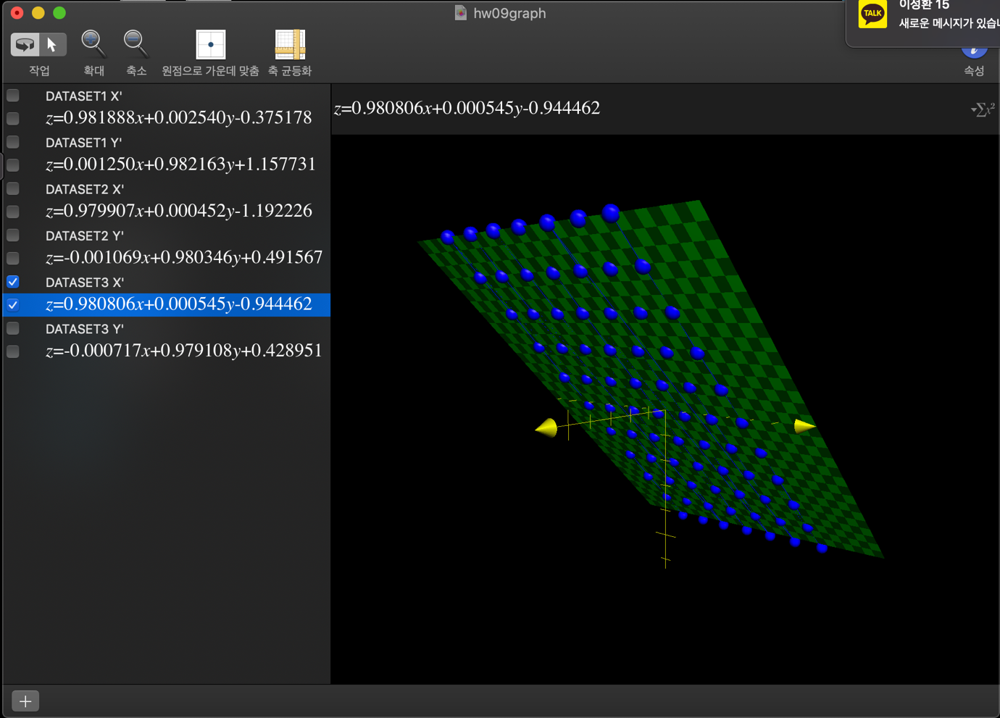 hw09graph
TALK
이성환 15
새로운 메시지가 있습니
작업
확대
축소
원점으로 가운데 맞춤
축 균등화
속성
DATASET1 X'
z=0.981888x+0.002540y-0.375178
DATASET1 Y'
z=0.001250x+0.982163y+1.157731
DATASET2 X'
z=0.979907x+0.000452y-1.192226
DATASET2 Y'
z=-0.001069x+0.980346y+0.491567
DATASET3 X'
z=0.980806x+0.000545y-0.944462
DATASET3 Y'
z=-0.000717x+0.979108y+0.428951
z=0.980806x+0.000545y-0.944462
∑x²